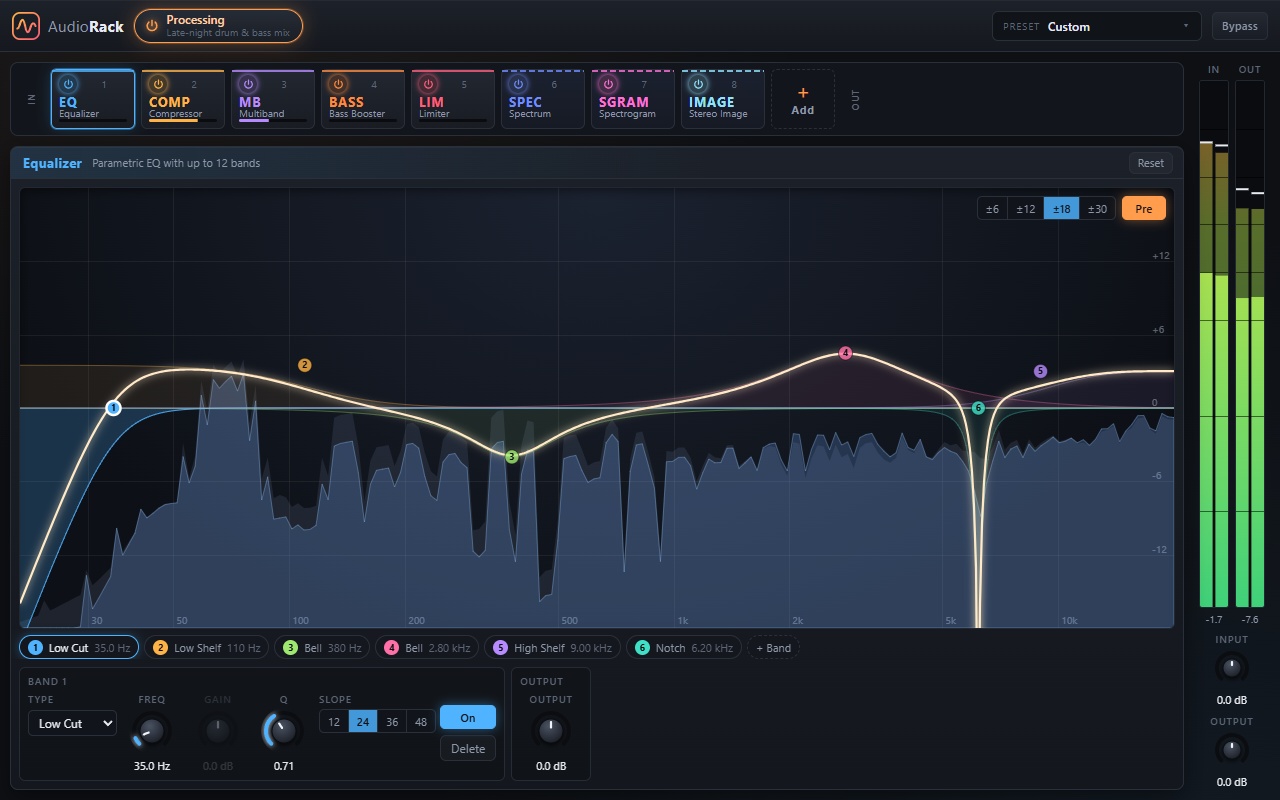 AudioRack
Processing
Late-night drum & bass mix
PRESET Custom
Bypass
IN
1
EQ
Equalizer
2
COMP
Compressor
3
MB
Multiband
4
BASS
Bass Booster
5
LIM
Limiter
6
SPEC
Spectrum
7
SGRAM
Spectrogram
8
IMAGE
Stereo Image
+
Add
OUT
IN OUT
Equalizer Parametric EQ with up to 12 bands
Reset
±6 ±12 ±18 ±30 Pre
+12
+6
0
-6
-12
1
2
3
4
5
6
30 50 100 200 500 1k 2k 5k 10k
1 Low Cut 35.0 Hz
2 Low Shelf 110 Hz
3 Bell 380 Hz
4 Bell 2.80 kHz
5 High Shelf 9.00 kHz
6 Notch 6.20 kHz
+ Band
BAND 1
TYPE FREQ GAIN Q SLOPE
Low Cut
12 24 36 48
On
Delete
35.0 Hz 0.0 dB 0.71
OUTPUT
OUTPUT
0.0 dB
-1.7 -7.6
INPUT
0.0 dB
OUTPUT
0.0 dB